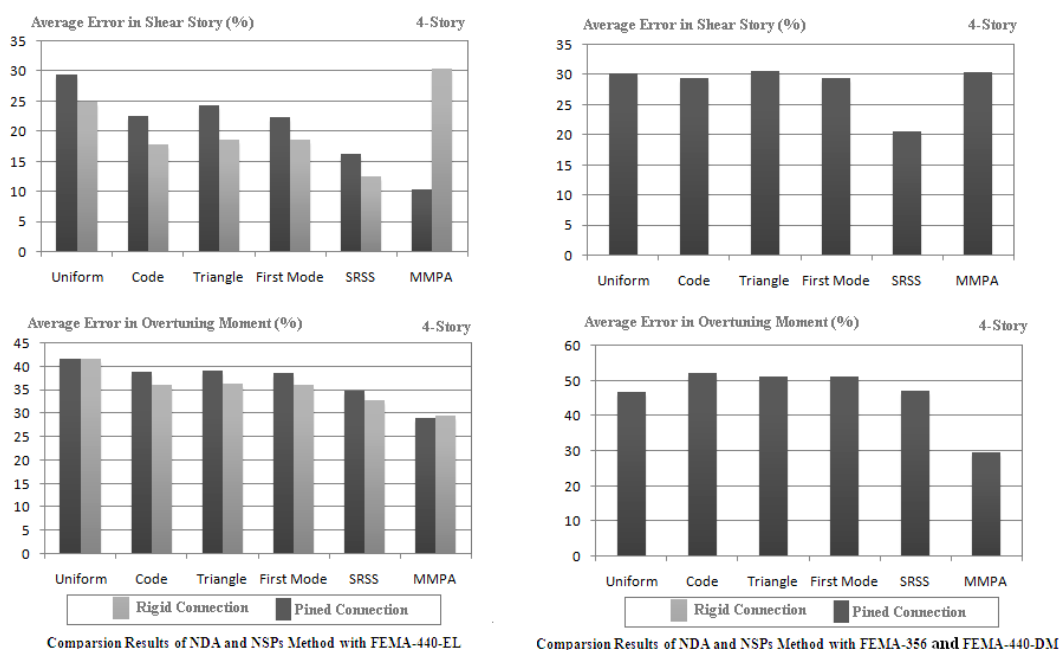 Average Error in Shear Story (%) 4-Story
35
30
25
20
15
10
5
0
Uniform Code Triangle First Mode SRSS MMPA
Average Error in Overtuning Moment (%) 4-Story
45
40
35
30
25
20
15
10
5
0
Uniform Code Triangle First Mode SRSS MMPA
Rigid Connection Pined Connection
Comparsion Results of NDA and NSPs Method with FEMA-440-EL
Average Error in Shear Story (%) 4-Story
35
30
25
20
15
10
5
0
Uniform Code Triangle First Mode SRSS MMPA
Average Error in Overtuning Moment (%) 4-Story
60
50
40
30
20
10
0
Uniform Code Triangle First Mode SRSS MMPA
Rigid Connection Pined Connection
Comparsion Results of NDA and NSPs Method with FEMA-356 and FEMA-440-DM